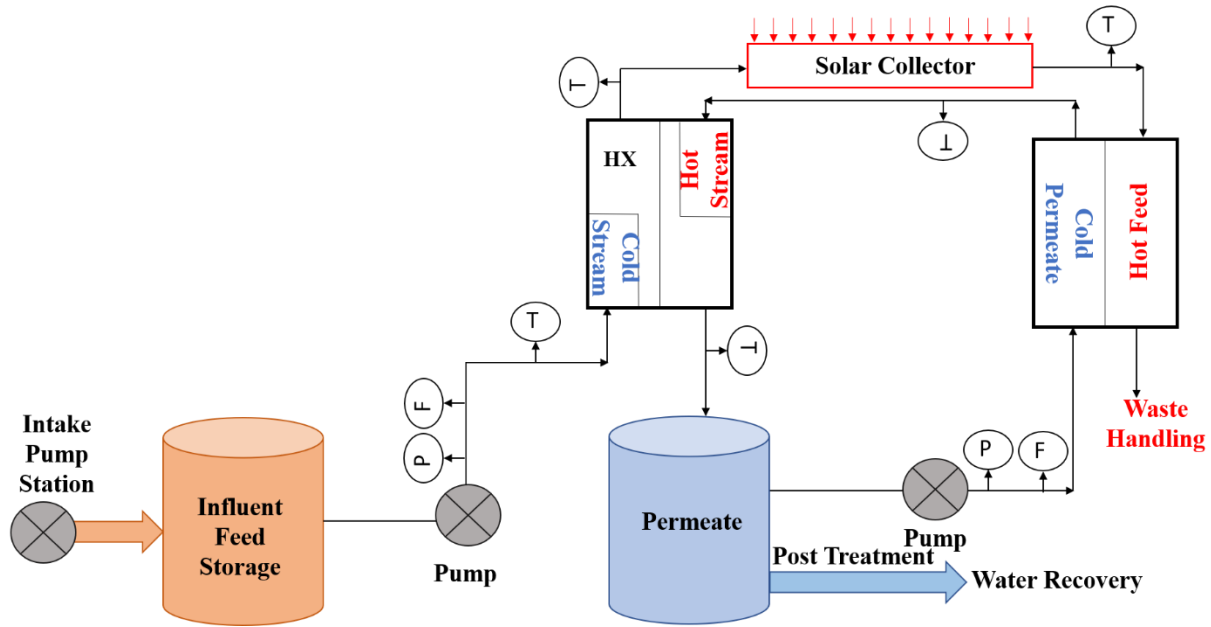 T
Solar Collector
T
T
HX
Hot
Stream
Cold
Stream
Cold
Permeate
Hot Feed
T
T
F
P
Intake
Pump
Station
Influent
Feed
Storage
Pump
Permeate
P
F
Pump
Waste
Handling
Post Treatment
Water Recovery